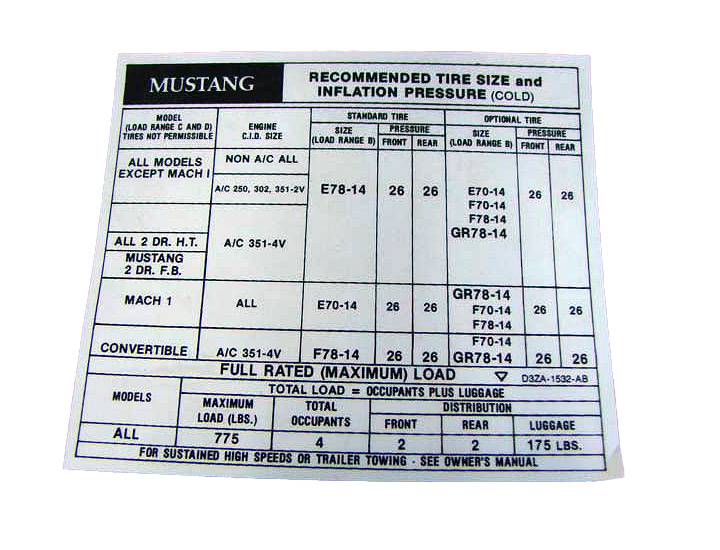 MUSTANG
RECOMMENDED TIRE SIZE and
INFLATION PRESSURE (COLD)
MODEL
(LOAD RANGE C AND D)
TIRES NOT PERMISSIBLE
ENGINE
C.I.D. SIZE
STANDARD TIRE
OPTIONAL TIRE
SIZE
(LOAD RANGE B)
PRESSURE
FRONT REAR
SIZE
(LOAD RANGE B)
PRESSURE
FRONT REAR
ALL MODELS
EXCEPT MACH I
NON A/C ALL
A/C 250, 302, 351-2V
E78-14 26 26
E70-14
F70-14
F78-14
GR78-14
26 26
ALL 2 DR. H.T.
MUSTANG
2 DR. F.B.
A/C 351-4V
MACH 1 ALL E70-14 26 26
GR78-14
F70-14
F78-14
26 26
CONVERTIBLE A/C 351-4V F78-14 26 26
F70-14
GR78-14
26 26
FULL RATED (MAXIMUM) LOAD ▽ D3ZA-1532-AB
MODELS
TOTAL LOAD = OCCUPANTS PLUS LUGGAGE
MAXIMUM
LOAD (LBS.)
TOTAL
OCCUPANTS
DISTRIBUTION
FRONT REAR LUGGAGE
ALL 775 4 2 2 175 LBS.
FOR SUSTAINED HIGH SPEEDS OR TRAILER TOWING - SEE OWNER'S MANUAL